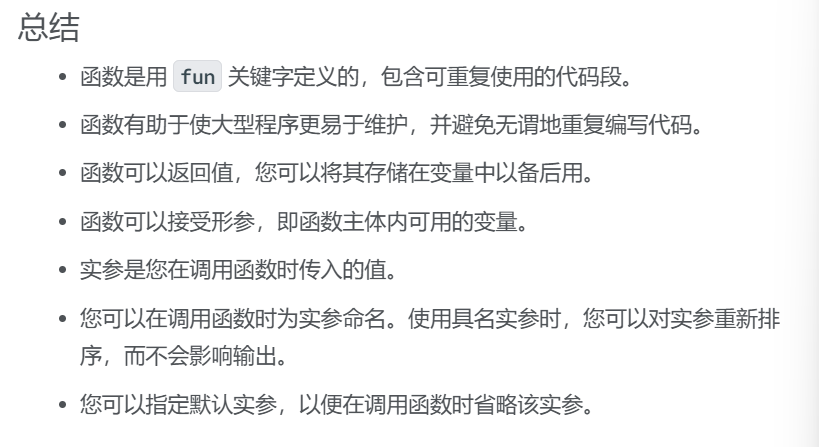 总结
• 函数是用 fun 关键字定义的，包含可重复使用的代码段。
• 函数有助于使大型程序更易于维护，并避免无谓地重复编写代码。
• 函数可以返回值，您可以将其存储在变量中以备后用。
• 函数可以接受形参，即函数主体内可用的变量。
• 实参是您在调用函数时传入的值。
• 您可以在调用函数时为实参命名。使用具名实参时，您可以对实参重新排
序，而不会影响输出。
• 您可以指定默认实参，以便在调用函数时省略该实参。